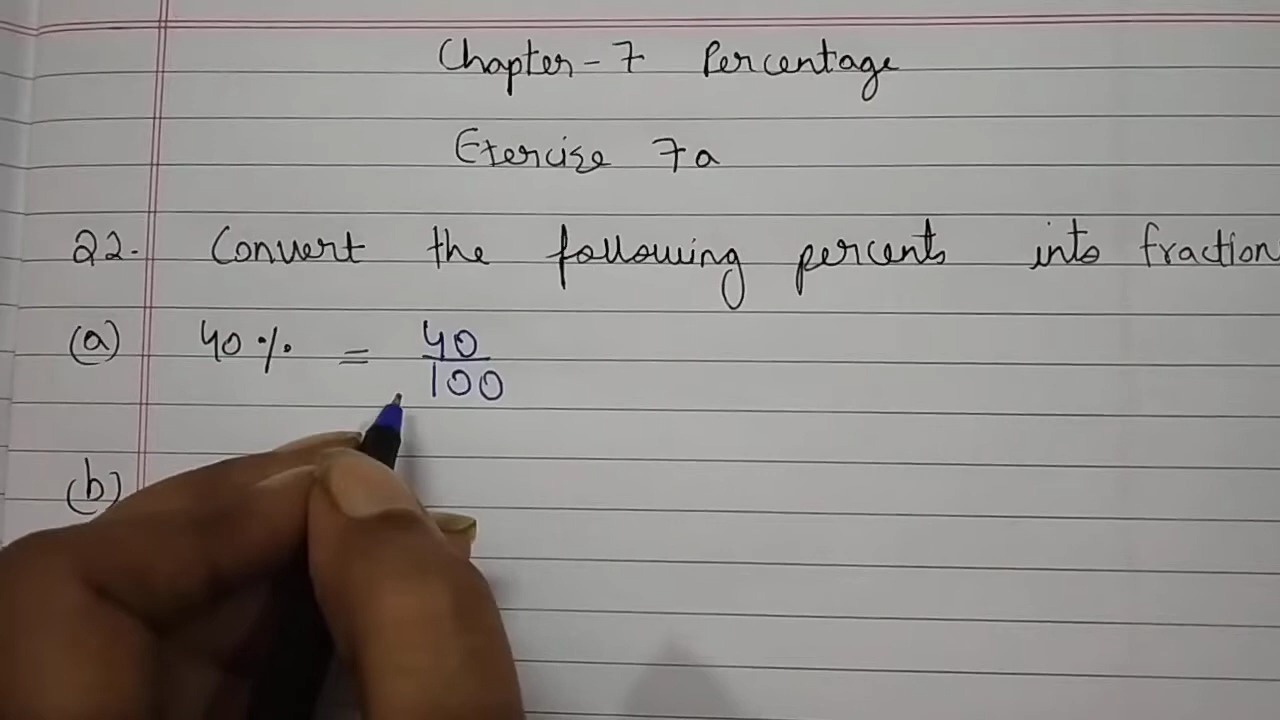 Chapter - 7 Percentage
Exercise 7a
22. Convert the following percents into fraction
(a) 40% = 40/100
(b)